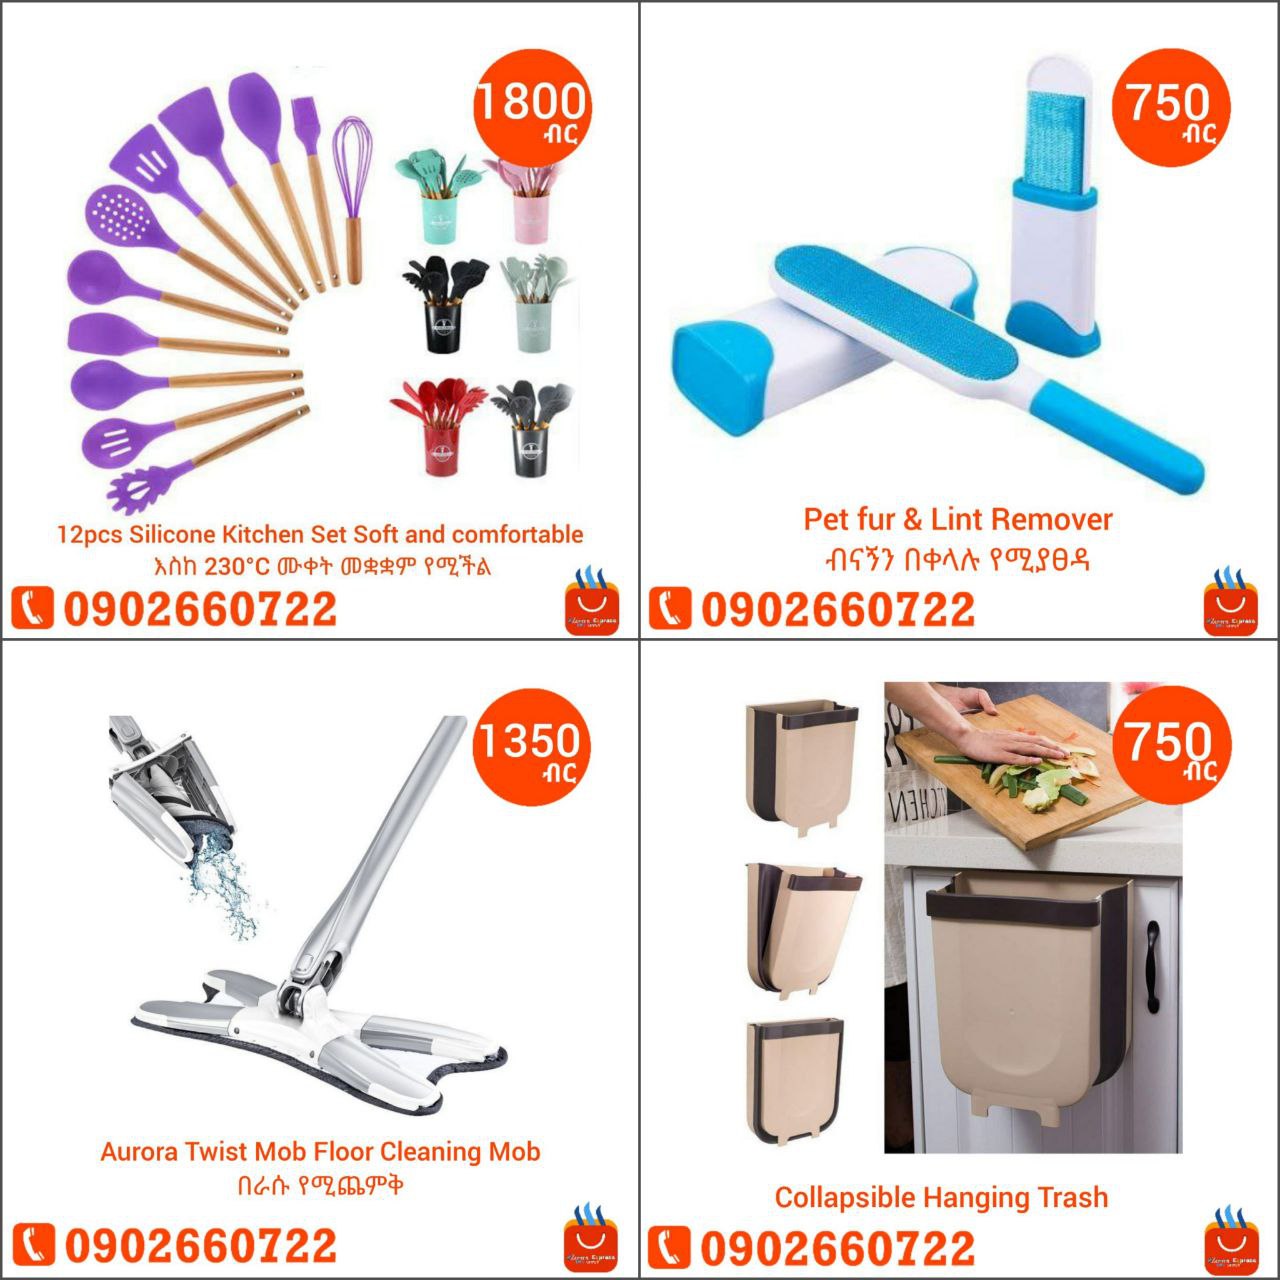 1800
ብር
12pcs Silicone Kitchen Set Soft and comfortable
እስከ 230°C ሙቀት መቋቋም የሚችል
0902660722
750
ብር
Pet fur & Lint Remover
ብናኝን በቀላሉ የሚያፀዳ
0902660722
1350
ብር
Aurora Twist Mob Floor Cleaning Mob
በራሱ የሚጨምቅ
0902660722
750
ብር
KITCHEN
Collapsible Hanging Trash
0902660722